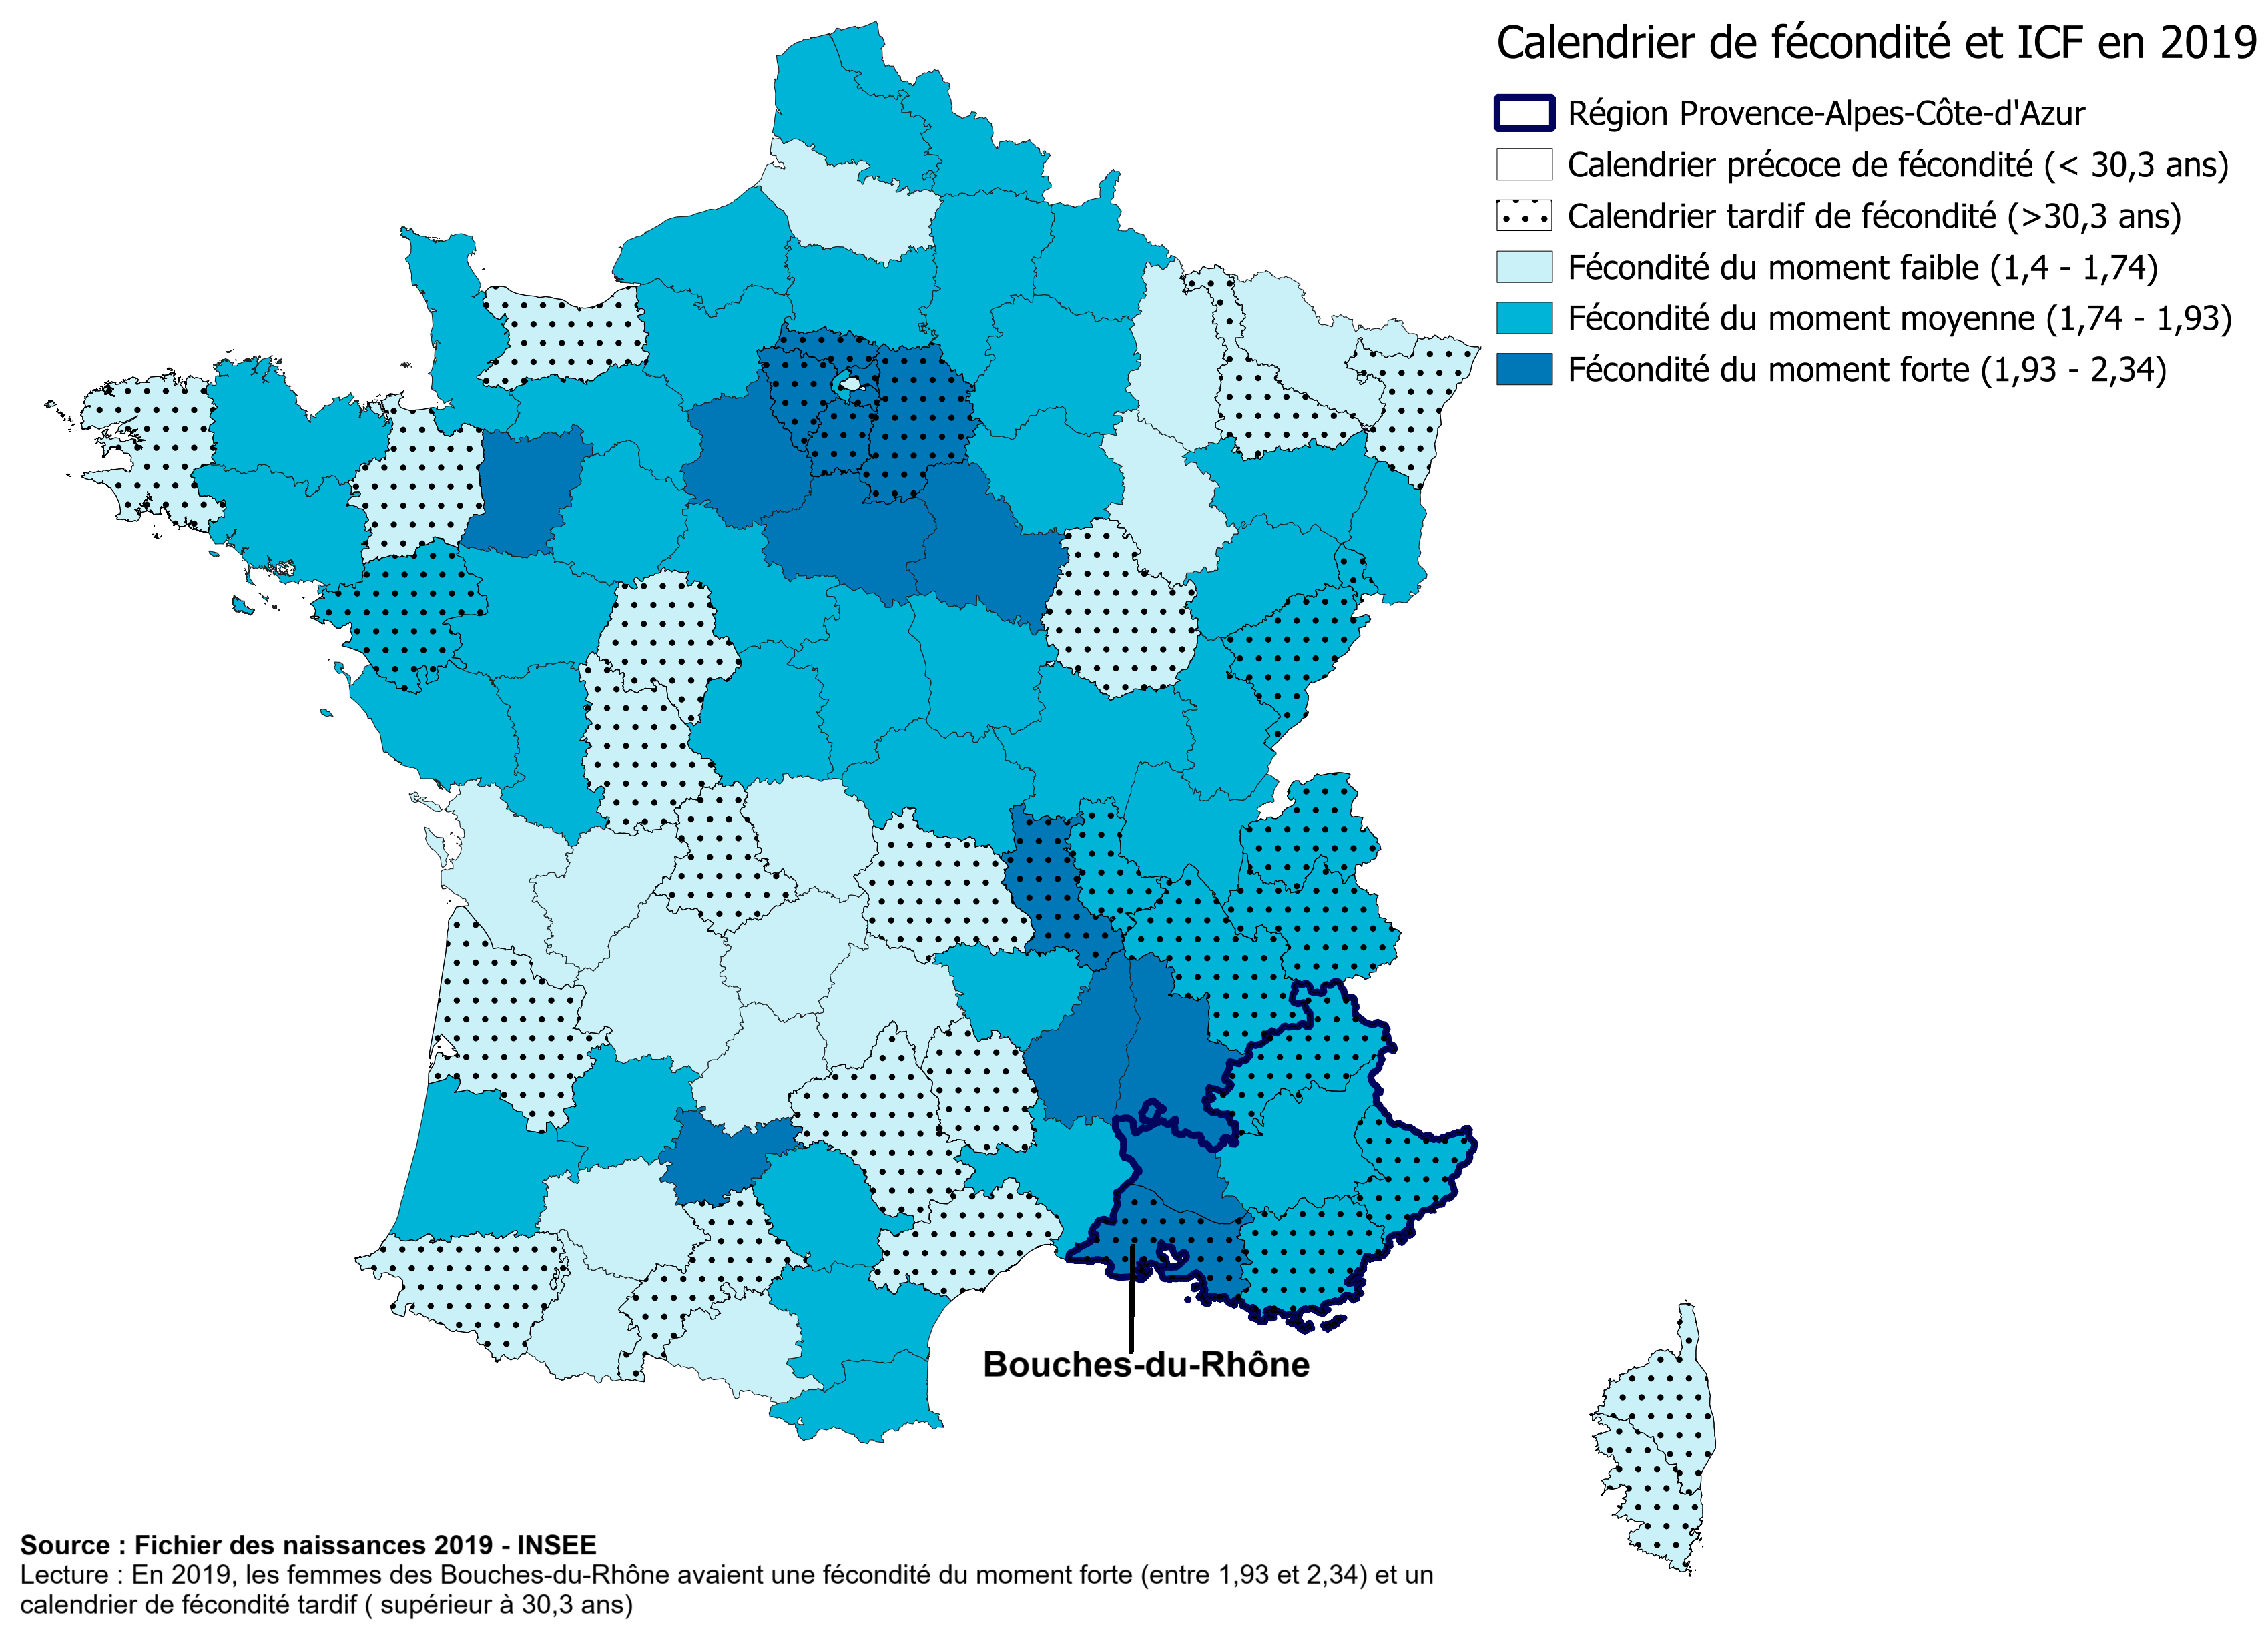 Calendrier de fécondité et ICF en 2019
Région Provence-Alpes-Côte-d'Azur
Calendrier précoce de fécondité (< 30,3 ans)
Calendrier tardif de fécondité (>30,3 ans)
Fécondité du moment faible (1,4 - 1,74)
Fécondité du moment moyenne (1,74 - 1,93)
Fécondité du moment forte (1,93 - 2,34)
Bouches-du-Rhône
Source : Fichier des naissances 2019 - INSEE
Lecture : En 2019, les femmes des Bouches-du-Rhône avaient une fécondité du moment forte (entre 1,93 et 2,34) et un
calendrier de fécondité tardif ( supérieur à 30,3 ans)